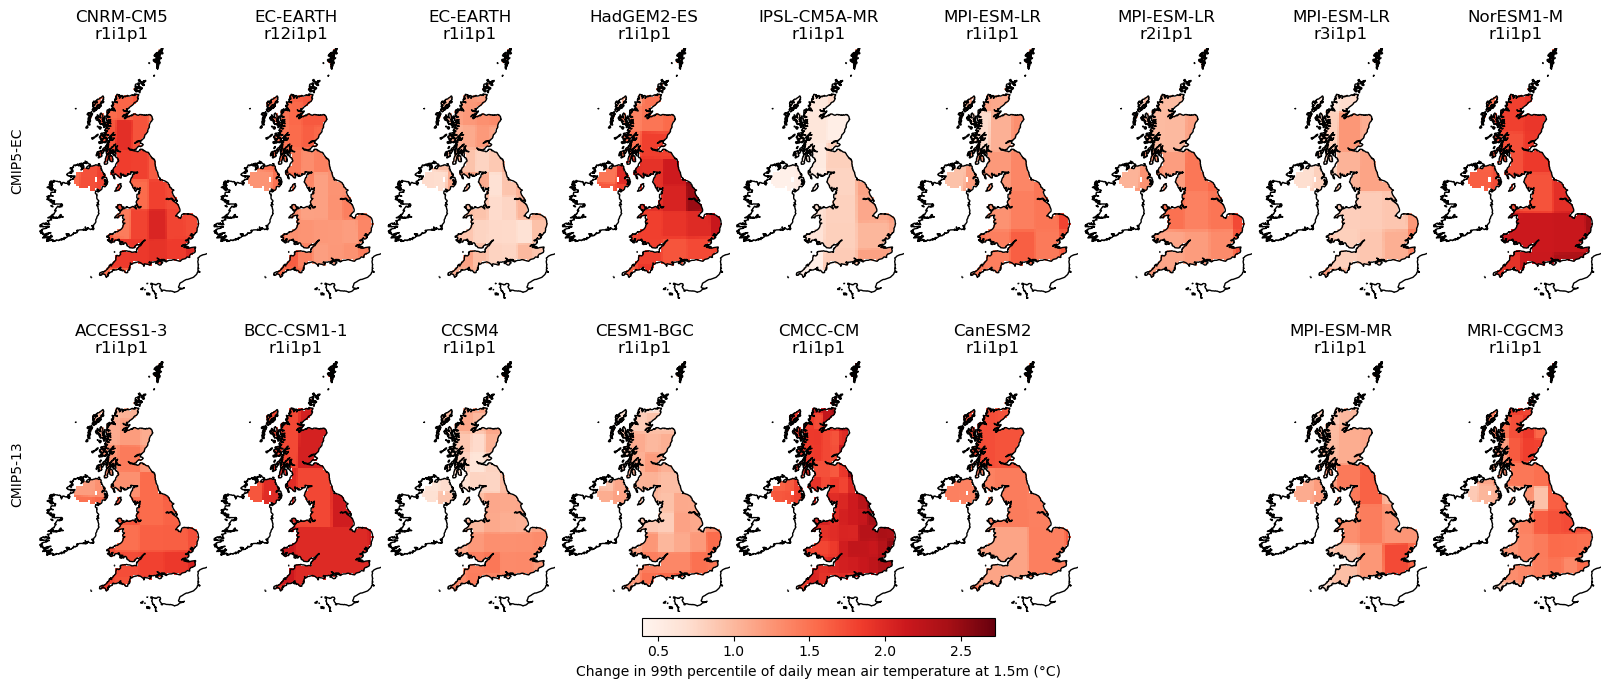 CNRM-CM5
r1i1p1
EC-EARTH
r12i1p1
EC-EARTH
r1i1p1
HadGEM2-ES
r1i1p1
IPSL-CM5A-MR
r1i1p1
MPI-ESM-LR
r1i1p1
MPI-ESM-LR
r2i1p1
MPI-ESM-LR
r3i1p1
NorESM1-M
r1i1p1
CMIP5-EC
ACCESS1-3
r1i1p1
BCC-CSM1-1
r1i1p1
CCSM4
r1i1p1
CESM1-BGC
r1i1p1
CMCC-CM
r1i1p1
CanESM2
r1i1p1
MPI-ESM-MR
r1i1p1
MRI-CGCM3
r1i1p1
CMIP5-13
0.5 1.0 1.5 2.0 2.5
Change in 99th percentile of daily mean air temperature at 1.5m (°C)